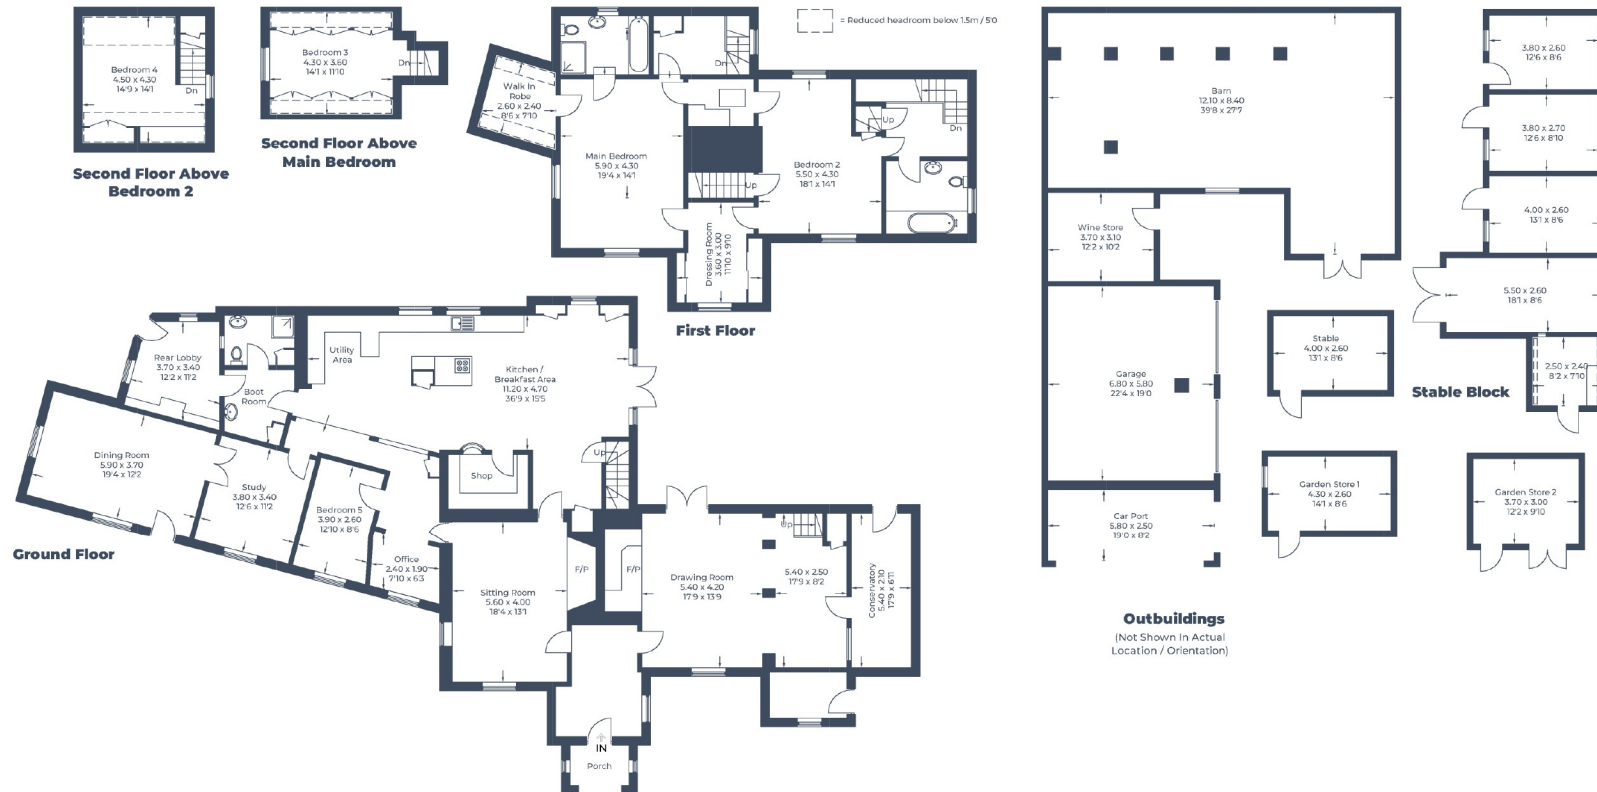 Bedroom 4
4.50 x 4.30
14'9 x 14'1
Dn
Second Floor Above
Bedroom 2
Bedroom 3
4.30 x 3.60
14'1 x 11'10
Dn
Second Floor Above
Main Bedroom
= Reduced headroom below 1.5m / 5'0
Walk In
Robe
2.60 x 2.40
8'6 x 7'10
Dn
Main Bedroom
5.90 x 4.30
19'4 x 14'1
Up
Bedroom 2
5.50 x 4.30
18'1 x 14'1
Up
Dn
Dressing Room
3.60 x 3.00
11'10 x 9'10
First Floor
Utility
Area
Rear Lobby
3.70 x 3.40
12'2 x 11'2
Boot
Room
Kitchen /
Breakfast Area
11.20 x 4.70
36'9 x 15'5
Dining Room
5.90 x 3.70
19'4 x 12'2
Study
3.80 x 3.40
12'6 x 11'2
Bedroom 5
3.90 x 2.60
12'10 x 8'6
Office
2.40 x 1.90
7'10 x 6'3
Shop
Up
Ground Floor
Sitting Room
5.60 x 4.00
18'4 x 13'1
F/P
F/P
Drawing Room
5.40 x 4.20
17'9 x 13'9
Up
5.40 x 2.50
17'9 x 8'2
Conservatory
5.40 x 2.10
17'9 x 6'11
IN
Porch
Barn
12.10 x 8.40
39'8 x 27'7
Wine Store
3.70 x 3.10
12'2 x 10'2
Garage
6.80 x 5.80
22'4 x 19'0
Car Port
5.80 x 2.50
19'0 x 8'2
Stable
4.00 x 2.60
13'1 x 8'6
Garden Store 1
4.30 x 2.60
14'1 x 8'6
Garden Store 2
3.70 x 3.00
12'2 x 9'10
3.80 x 2.60
12'6 x 8'6
3.80 x 2.70
12'6 x 8'10
4.00 x 2.60
13'1 x 8'6
5.50 x 2.60
18'1 x 8'6
2.50 x 2.40
8'2 x 7'10
Stable Block
Outbuildings
(Not Shown In Actual
Location / Orientation)